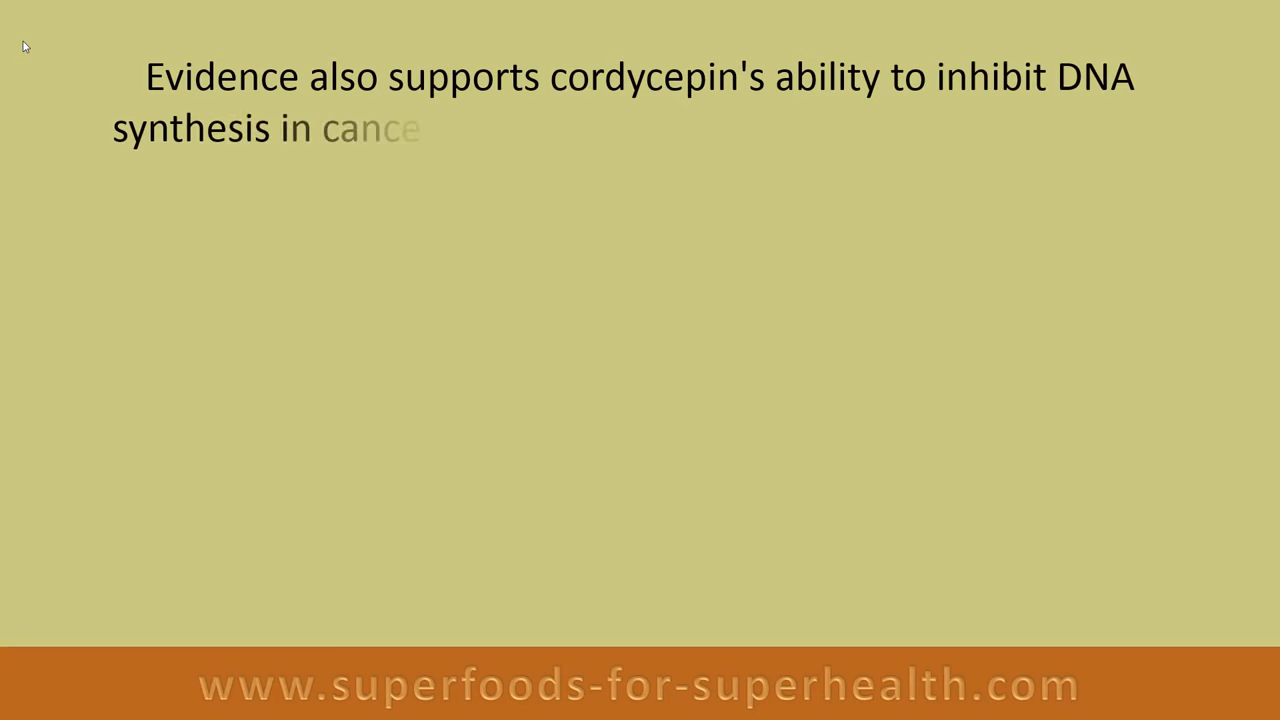 Evidence also supports cordycepin's ability to inhibit DNA
synthesis in cance
www.superfoods-for-superhealth.com